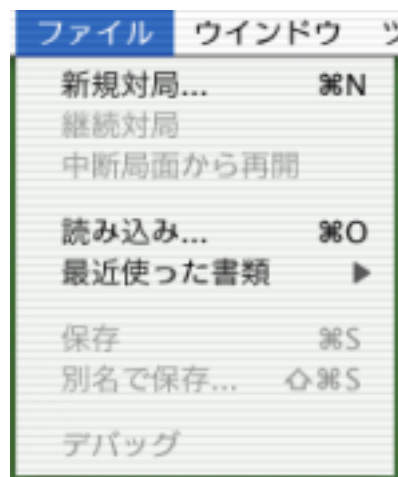 ファイル ウインドウ
新規対局... ⌘N
継続対局
中断局面から再開
読み込み... ⌘O
最近使った書類 ▶
保存 ⌘S
別名で保存... ⇧⌘S
デバッグ